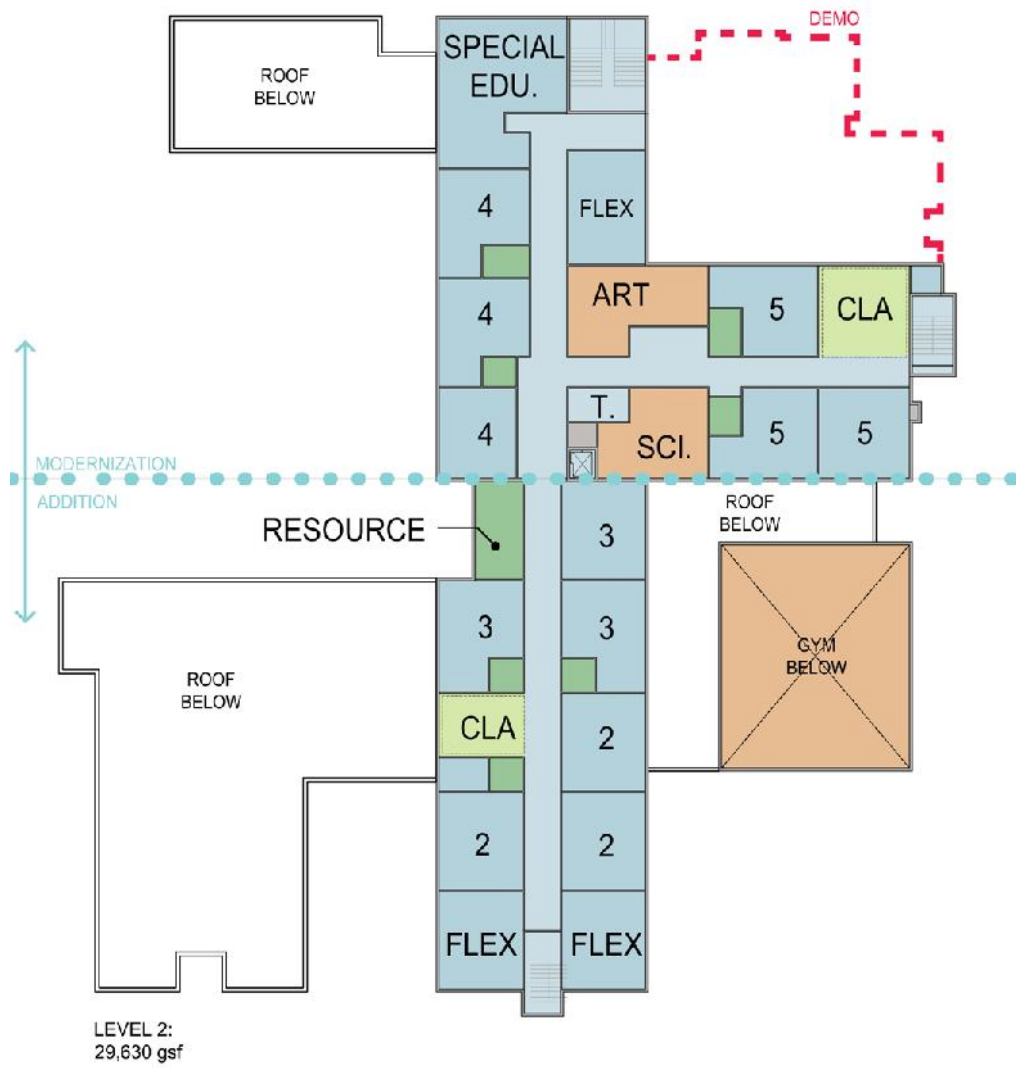 DEMO
SPECIAL
EDU.
ROOF
BELOW
4
FLEX
ART
4
5
CLA
T.
4
SCI.
5
5
MODERNIZATION
ADDITION
ROOF
BELOW
RESOURCE
3
3
3
GYM
BELOW
ROOF
BELOW
CLA
2
2
2
FLEX
FLEX
LEVEL 2:
29,630 gsf